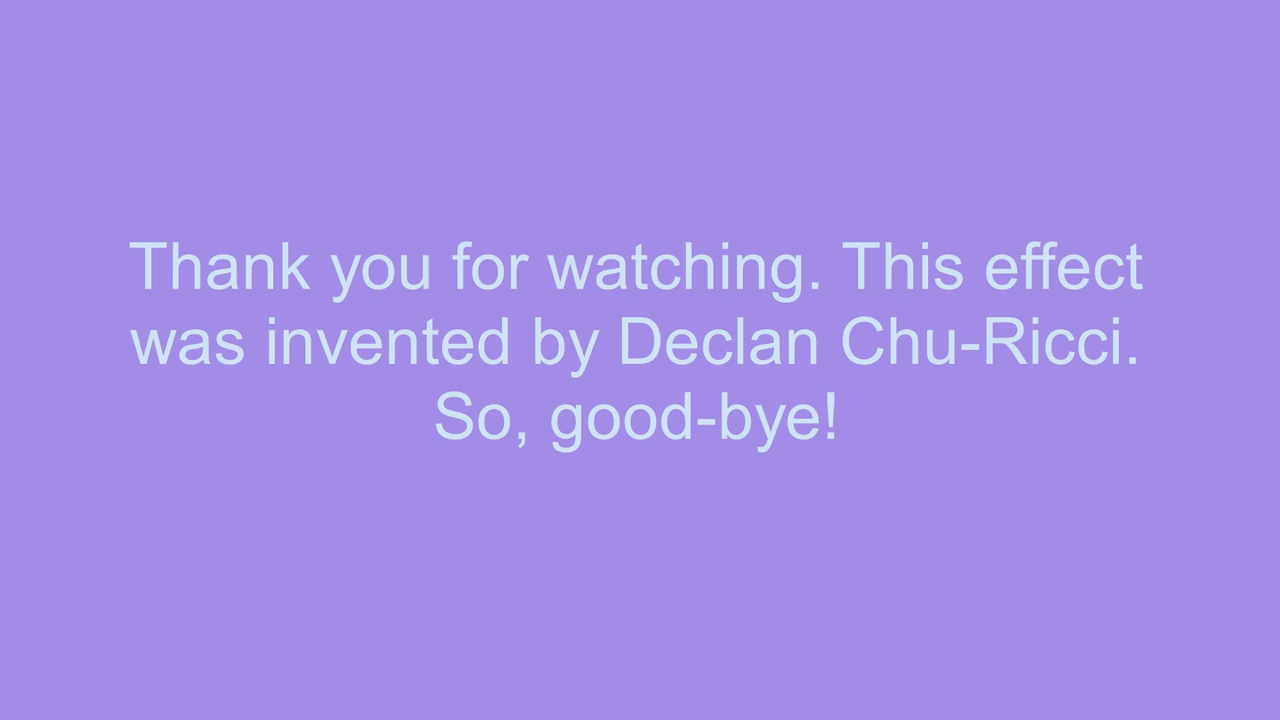 Thank you for watching. This effect
was invented by Declan Chu-Ricci.
So, good-bye!